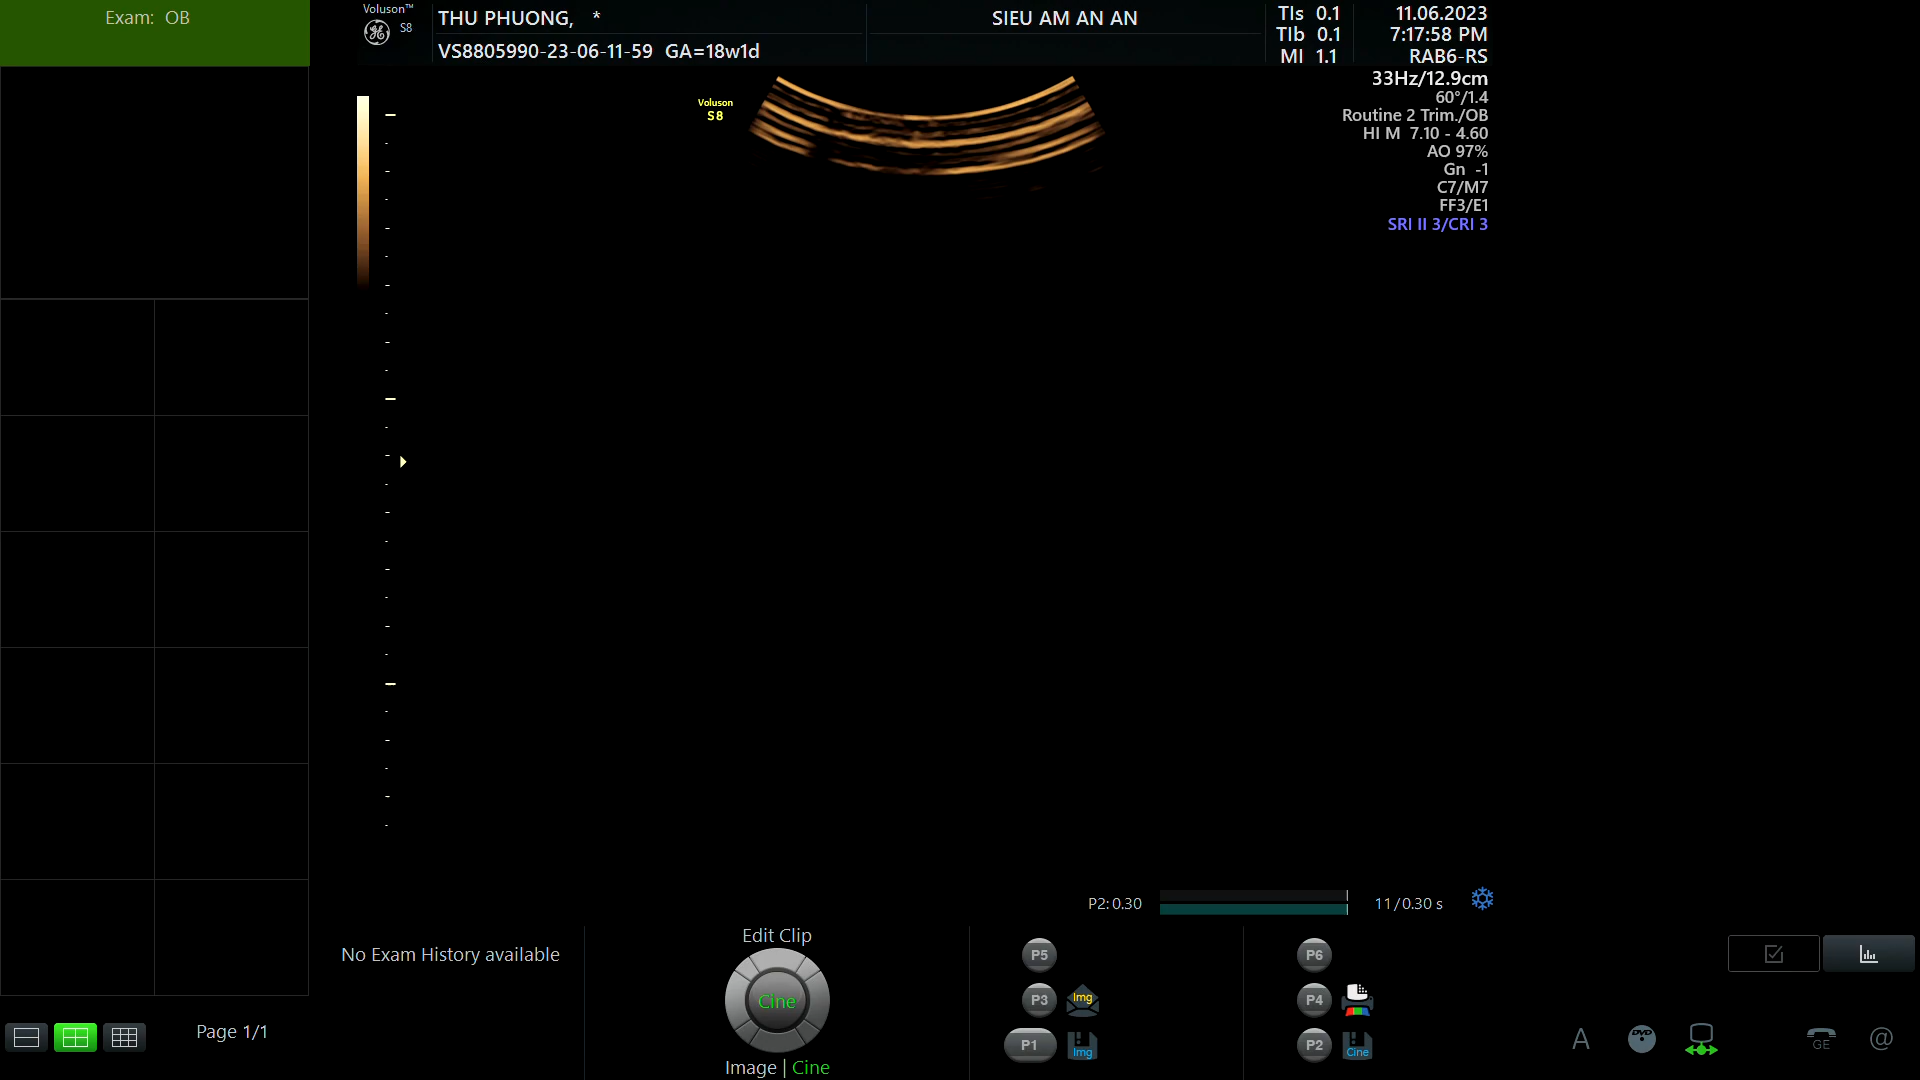 Exam: OB
Voluson™
S8
THU PHUONG, *
VS8805990-23-06-11-59 GA=18w1d
SIEU AM AN AN
TIs 0.1
TIb 0.1
MI 1.1
11.06.2023
7:17:58 PM
RAB6-RS
33Hz/12.9cm
60°/1.4
Routine 2 Trim./OB
HI M 7.10 - 4.60
AO 97%
Gn -1
C7/M7
FF3/E1
SRI II 3/CRI 3
Voluson
S8
P2: 0.30
11/0.30 s
No Exam History available
Edit Clip
Cine
Image | Cine
P5
P3 Img
P1 Img
P6
P4
P2 Cine
Page 1/1
A
DVD
GE
@